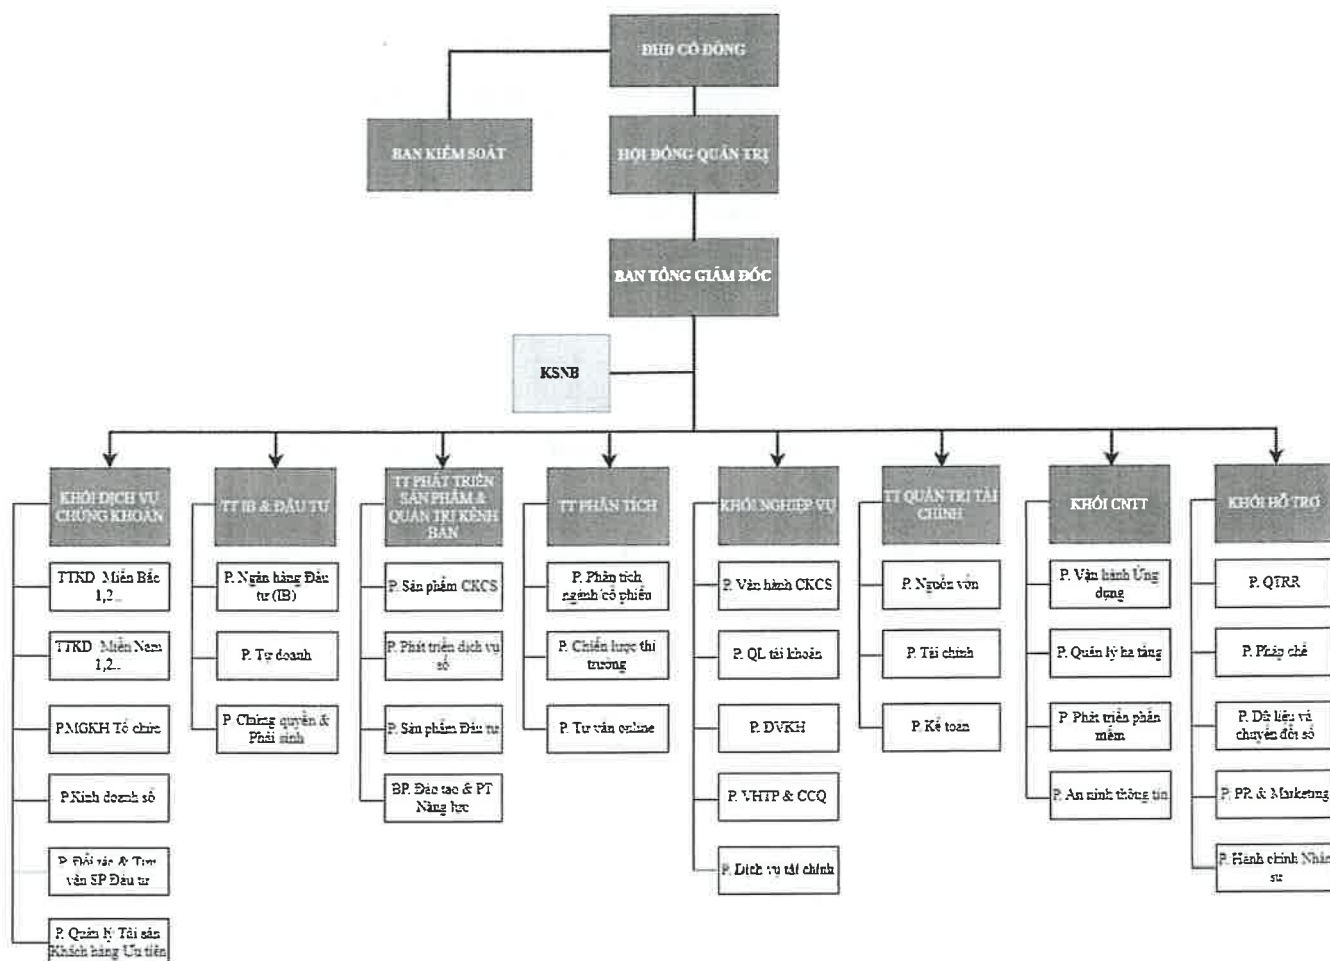 ĐHĐ CỔ ĐÔNG
BAN KIỂM SOÁT
HỘI ĐỒNG QUẢN TRỊ
BAN TỔNG GIÁM ĐỐC
KSNB
KHỐI DỊCH VỤ
CHỨNG KHOÁN
TTKD Miền Bắc
1,2...
TTKD Miền Nam
1,2...
P.MGKH Tổ chức
P.Kinh doanh số
P. Đối tác & Tư
vấn SP Đầu tư
P. Quản lý Tài sản
Khách hàng Ưu tiên
TT IB & ĐẦU TƯ
P. Ngân hàng Đầu
tư (IB)
P. Tự doanh
P. Chứng quyền &
Phái sinh
TT PHÁT TRIỂN
SẢN PHẨM &
QUẢN TRỊ KÊNH
BÁN
P. Sản phẩm CKCS
P. Phát triển dịch vụ
số
P. Sản phẩm Đầu tư
BP. Đào tạo & PT
Năng lực
TT PHÂN TÍCH
P. Phân tích
ngành/cổ phiếu
P. Chiến lược thị
trường
P. Tư vấn online
KHỐI NGHIỆP VỤ
P. Vận hành CKCS
P. QL tài khoản
P. DVKH
P. VHTP & CCQ
P. Dịch vụ tài chính
TT QUẢN TRỊ TÀI
CHÍNH
P. Nguồn vốn
P. Tài chính
P. Kế toán
KHỐI CNTT
P. Vận hành Ứng
dụng
P. Quản lý hạ tầng
P. Phát triển phần
mềm
P. An ninh thông tin
KHỐI HỖ TRỢ
P. QTRR
P. Pháp chế
P. Dữ liệu và
chuyển đổi số
P. PR & Marketing
P. Hành chính Nhân
sự